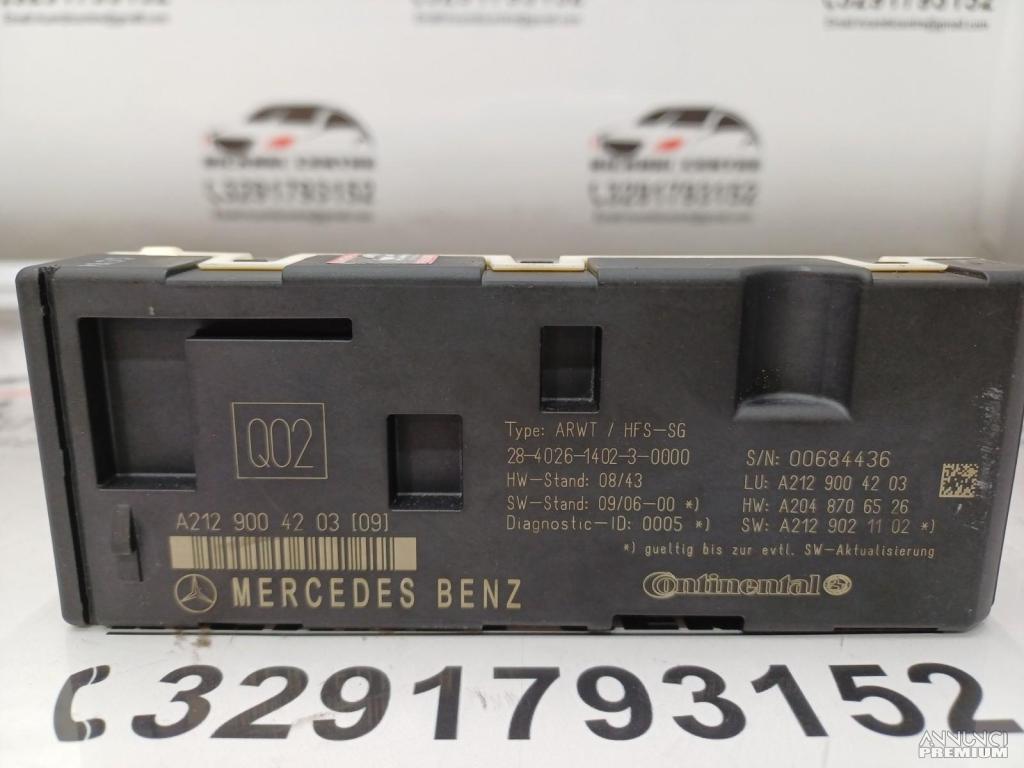 3291793152
3291793152
3291793152
Q02
A212 900 42 03 [09]
MERCEDES BENZ
Type: ARWT / HFS-SG
28-4026-1402-3-0000
HW-Stand: 08/43
SW-Stand: 09/06-00 *)
Diagnostic-ID: 0005 *)
S/N: 00684436
LU: A212 900 42 03
HW: A204 870 65 26
SW: A212 902 11 02 *)
*) gueltig bis zur evtl. SW-Aktualisierung
Continental
3291793152
ANNUNCI
PREMIUM